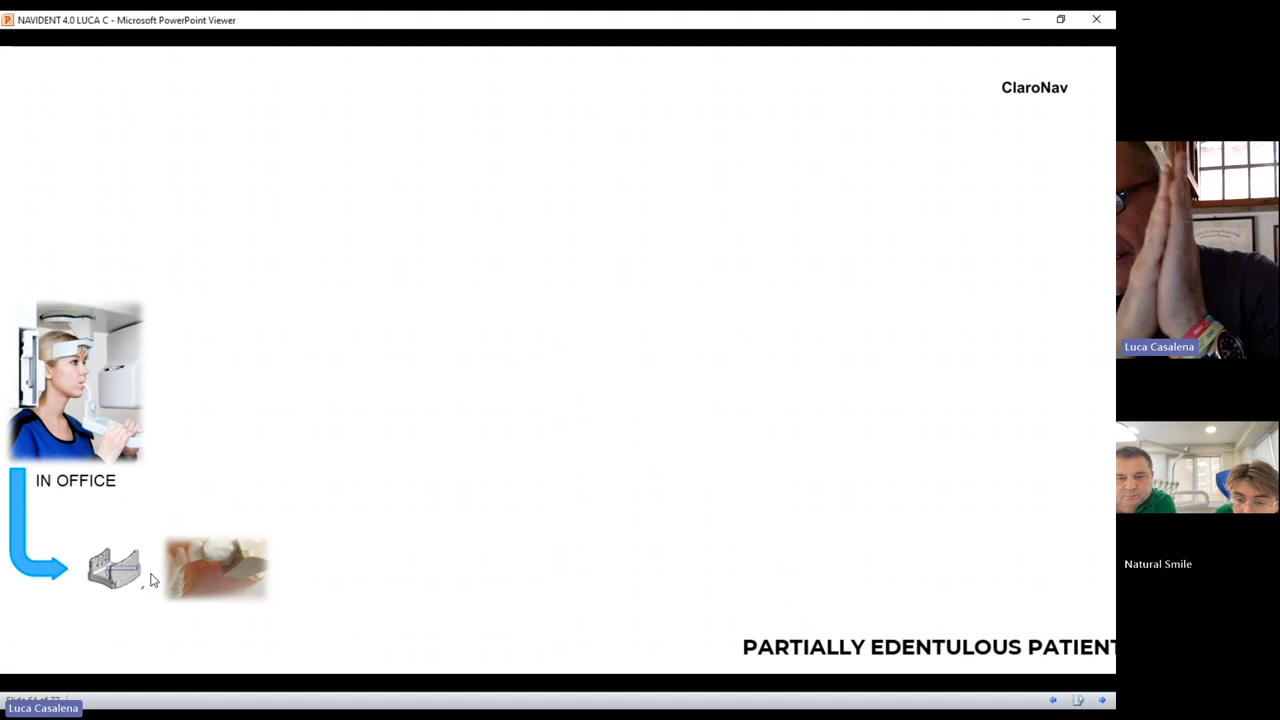 NAVIDENT 4.0 LUCA C - Microsoft PowerPoint Viewer
ClaroNav
Luca Casalena
IN OFFICE
Natural Smile
PARTIALLY EDENTULOUS PATIENT
Luca Casalena